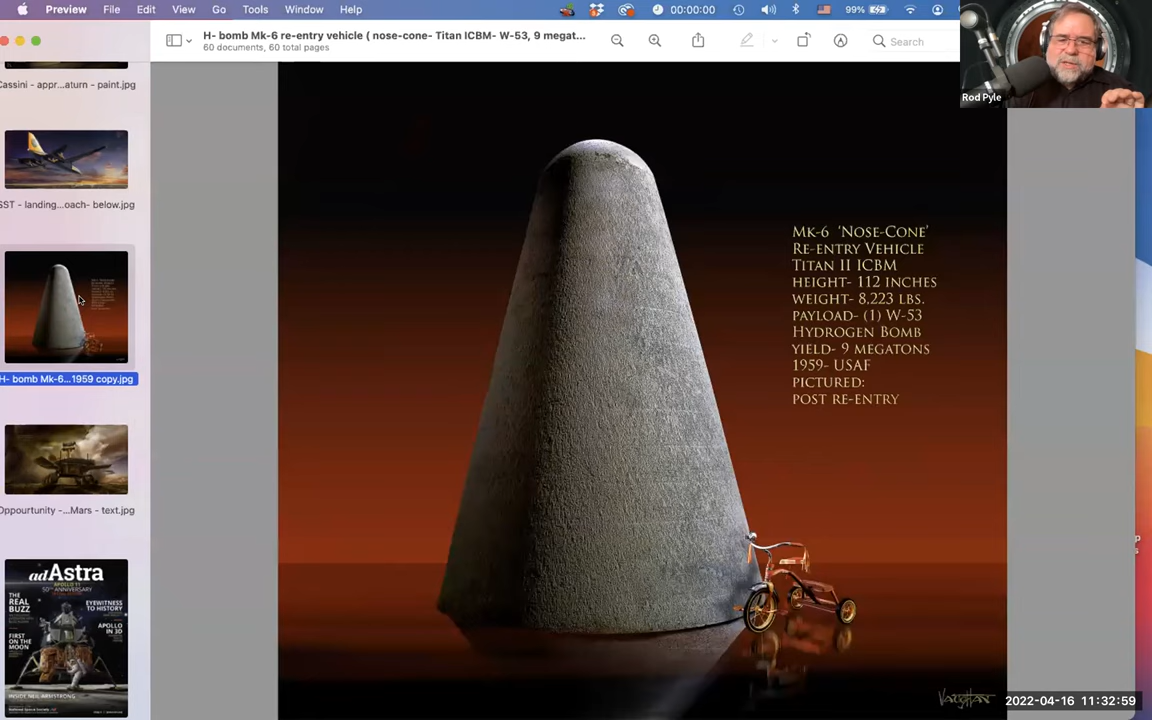 Preview File Edit View Go Tools Window Help 00:00:00 99%
H- bomb Mk-6 re-entry vehicle ( nose-cone- Titan ICBM- W-53, 9 megat...
60 documents, 60 total pages
Search
Rod Pyle
Cassini - appr...aturn - paint.jpg
SST - landing...oach- below.jpg
H- bomb Mk-6...1959 copy.jpg
Oppourtunity -...Mars - text.jpg
adAstra
APOLLO 11
50TH ANNIVERSARY
THE
REAL
BUZZ
FIRST
ON THE
MOON
EYEWITNESS
TO HISTORY
APOLLO
IN 3D
INSIDE NEIL ARMSTRONG
Mk-6 'Nose-Cone'
Re-entry Vehicle
Titan II ICBM
height- 112 inches
weight- 8,223 lbs.
payload- (1) W-53
Hydrogen Bomb
yield- 9 megatons
1959- USAF
pictured:
post re-entry
Vaughan
2022-04-16 11:32:59